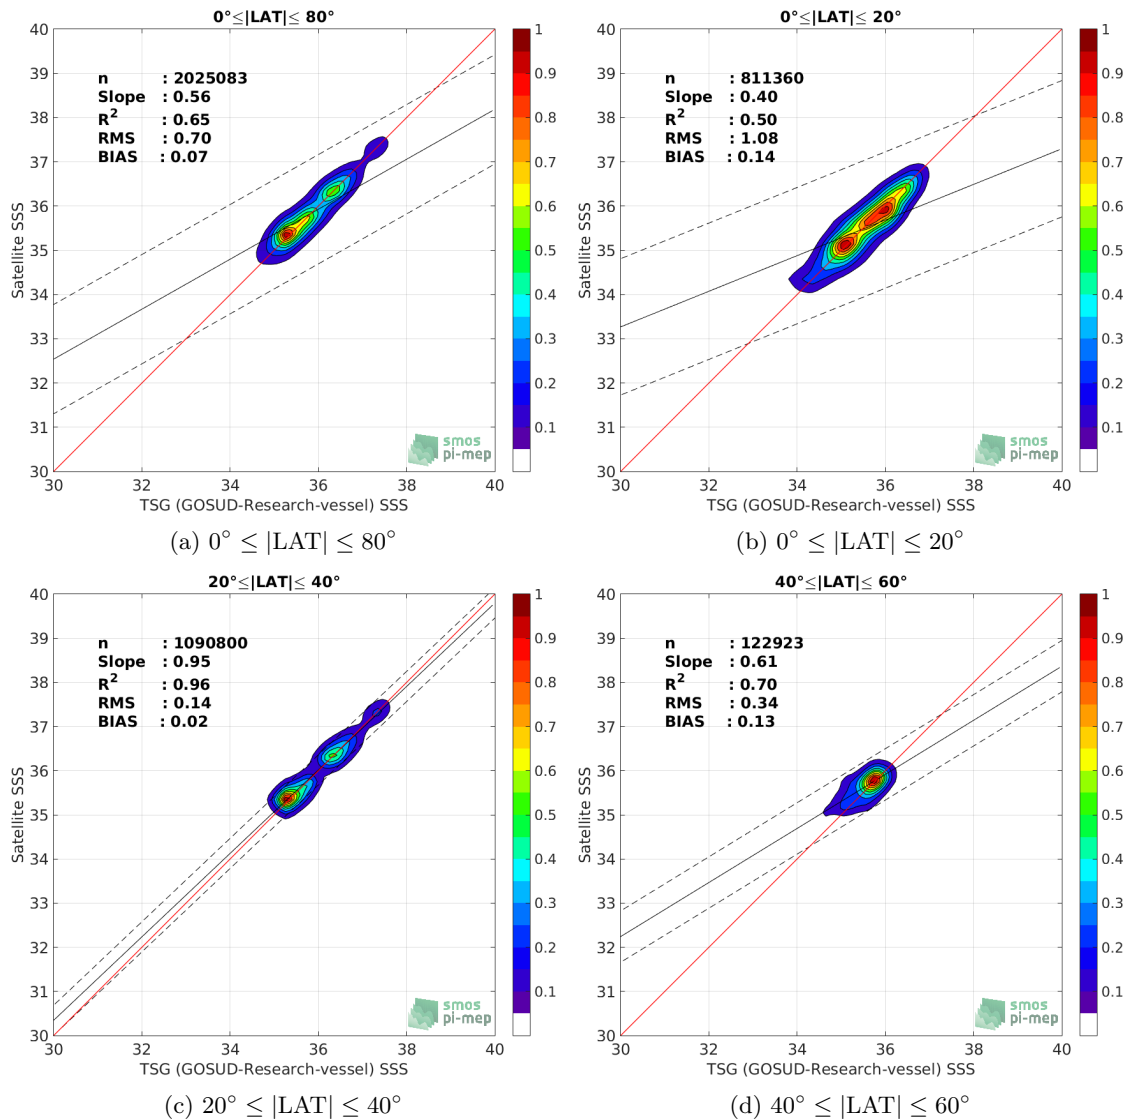 0°≤|LAT|≤ 80°
n : 2025083
Slope : 0.56
R² : 0.65
RMS : 0.70
BIAS : 0.07
Satellite SSS
40
39
38
37
36
35
34
33
32
31
30
30 32 34 36 38 40
TSG (GOSUD-Research-vessel) SSS
1
0.9
0.8
0.7
0.6
0.5
0.4
0.3
0.2
0.1
smos
pi-mep
(a) 0° ≤ |LAT| ≤ 80°
0°≤|LAT|≤ 20°
n : 811360
Slope : 0.40
R² : 0.50
RMS : 1.08
BIAS : 0.14
Satellite SSS
40
39
38
37
36
35
34
33
32
31
30
30 32 34 36 38 40
TSG (GOSUD-Research-vessel) SSS
1
0.9
0.8
0.7
0.6
0.5
0.4
0.3
0.2
0.1
smos
pi-mep
(b) 0° ≤ |LAT| ≤ 20°
20°≤|LAT|≤ 40°
n : 1090800
Slope : 0.95
R² : 0.96
RMS : 0.14
BIAS : 0.02
Satellite SSS
40
39
38
37
36
35
34
33
32
31
30
30 32 34 36 38 40
TSG (GOSUD-Research-vessel) SSS
1
0.9
0.8
0.7
0.6
0.5
0.4
0.3
0.2
0.1
smos
pi-mep
(c) 20° ≤ |LAT| ≤ 40°
40°≤|LAT|≤ 60°
n : 122923
Slope : 0.61
R² : 0.70
RMS : 0.34
BIAS : 0.13
Satellite SSS
40
39
38
37
36
35
34
33
32
31
30
30 32 34 36 38 40
TSG (GOSUD-Research-vessel) SSS
1
0.9
0.8
0.7
0.6
0.5
0.4
0.3
0.2
0.1
smos
pi-mep
(d) 40° ≤ |LAT| ≤ 60°